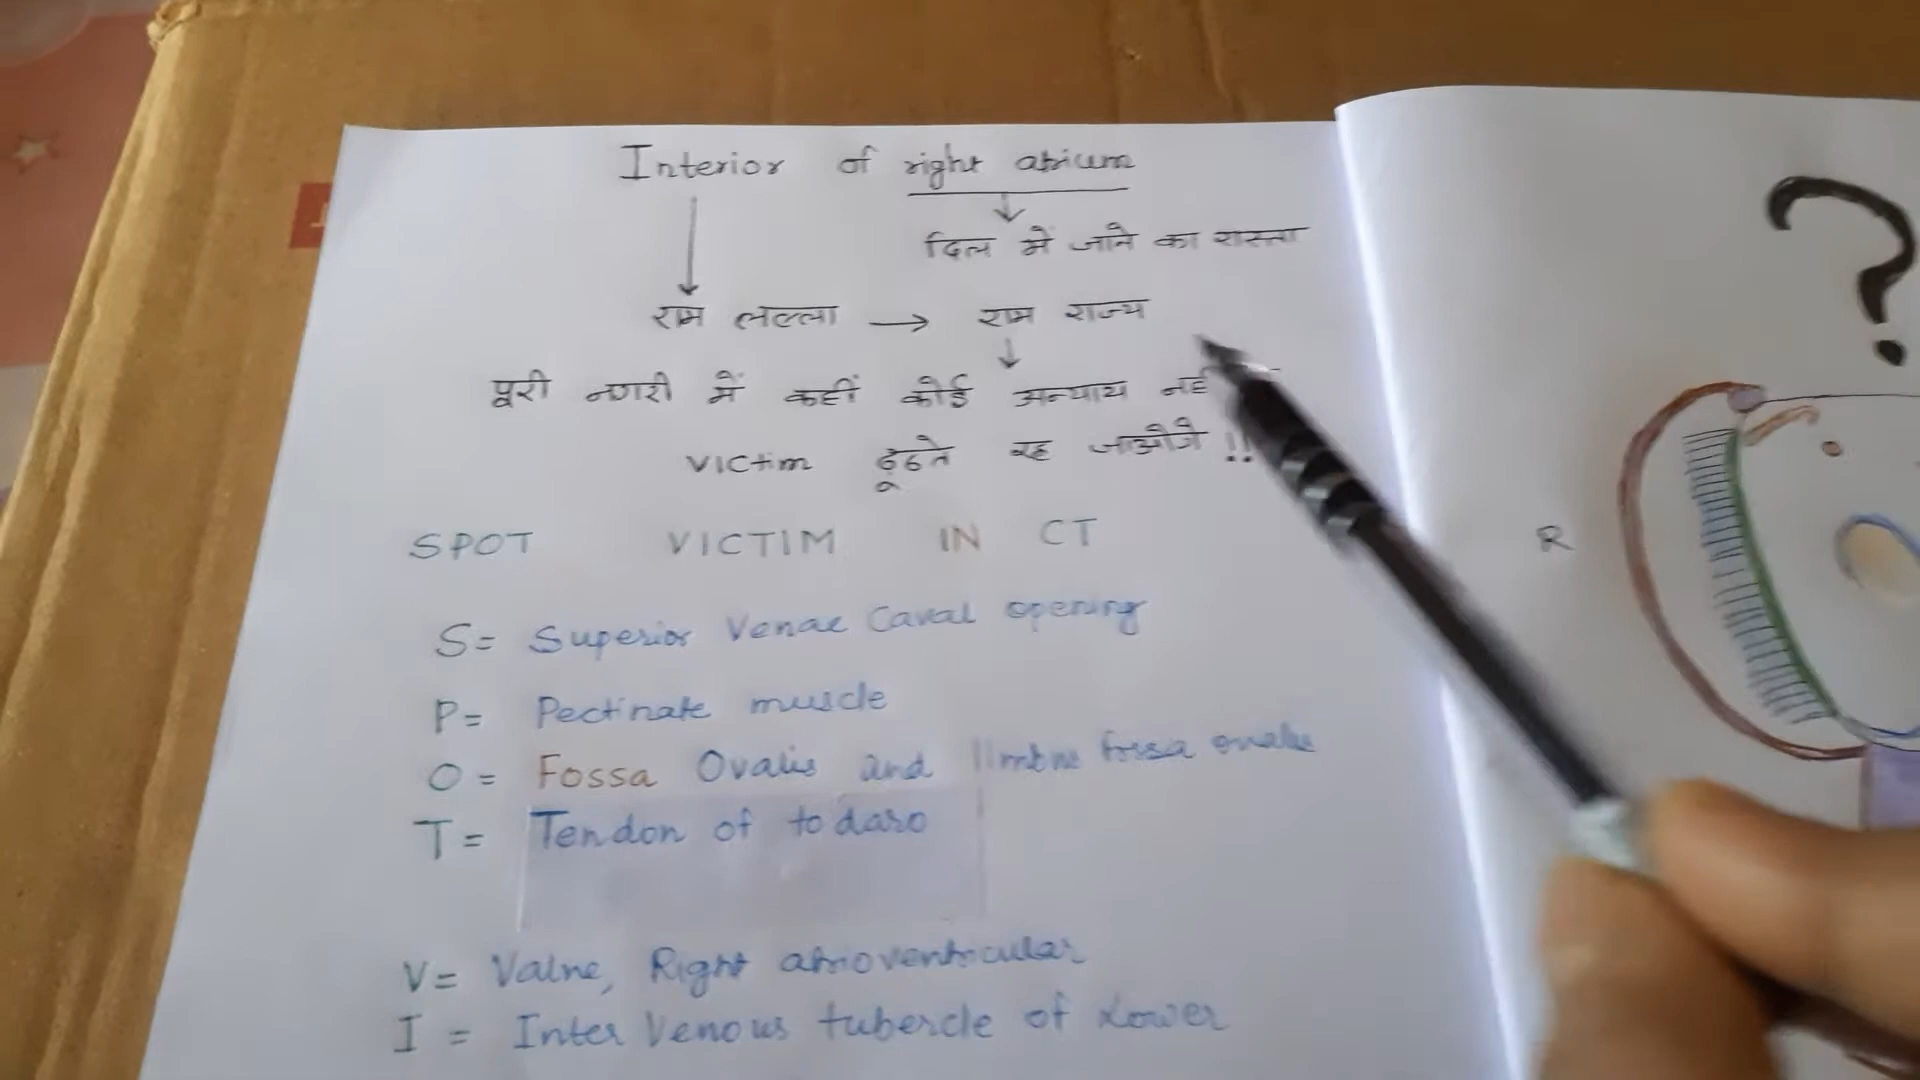 Interior of right atrium
दिल में जाने का रास्ता
राम लल्ला → राम राज्य
पूरी नगरी में कहीं कोई अन्याय
victim ढूंढते रह जाओगे !!
SPOT VICTIM IN CT
S= Superior Venae Caval opening
P= Pectinate muscle
O= Fossa Ovalis and limbus fossa ovalis
T= Tendon of todaro
V= Valve, Right atrioventricular
I = Inter Venous tubercle of Lower
?
R